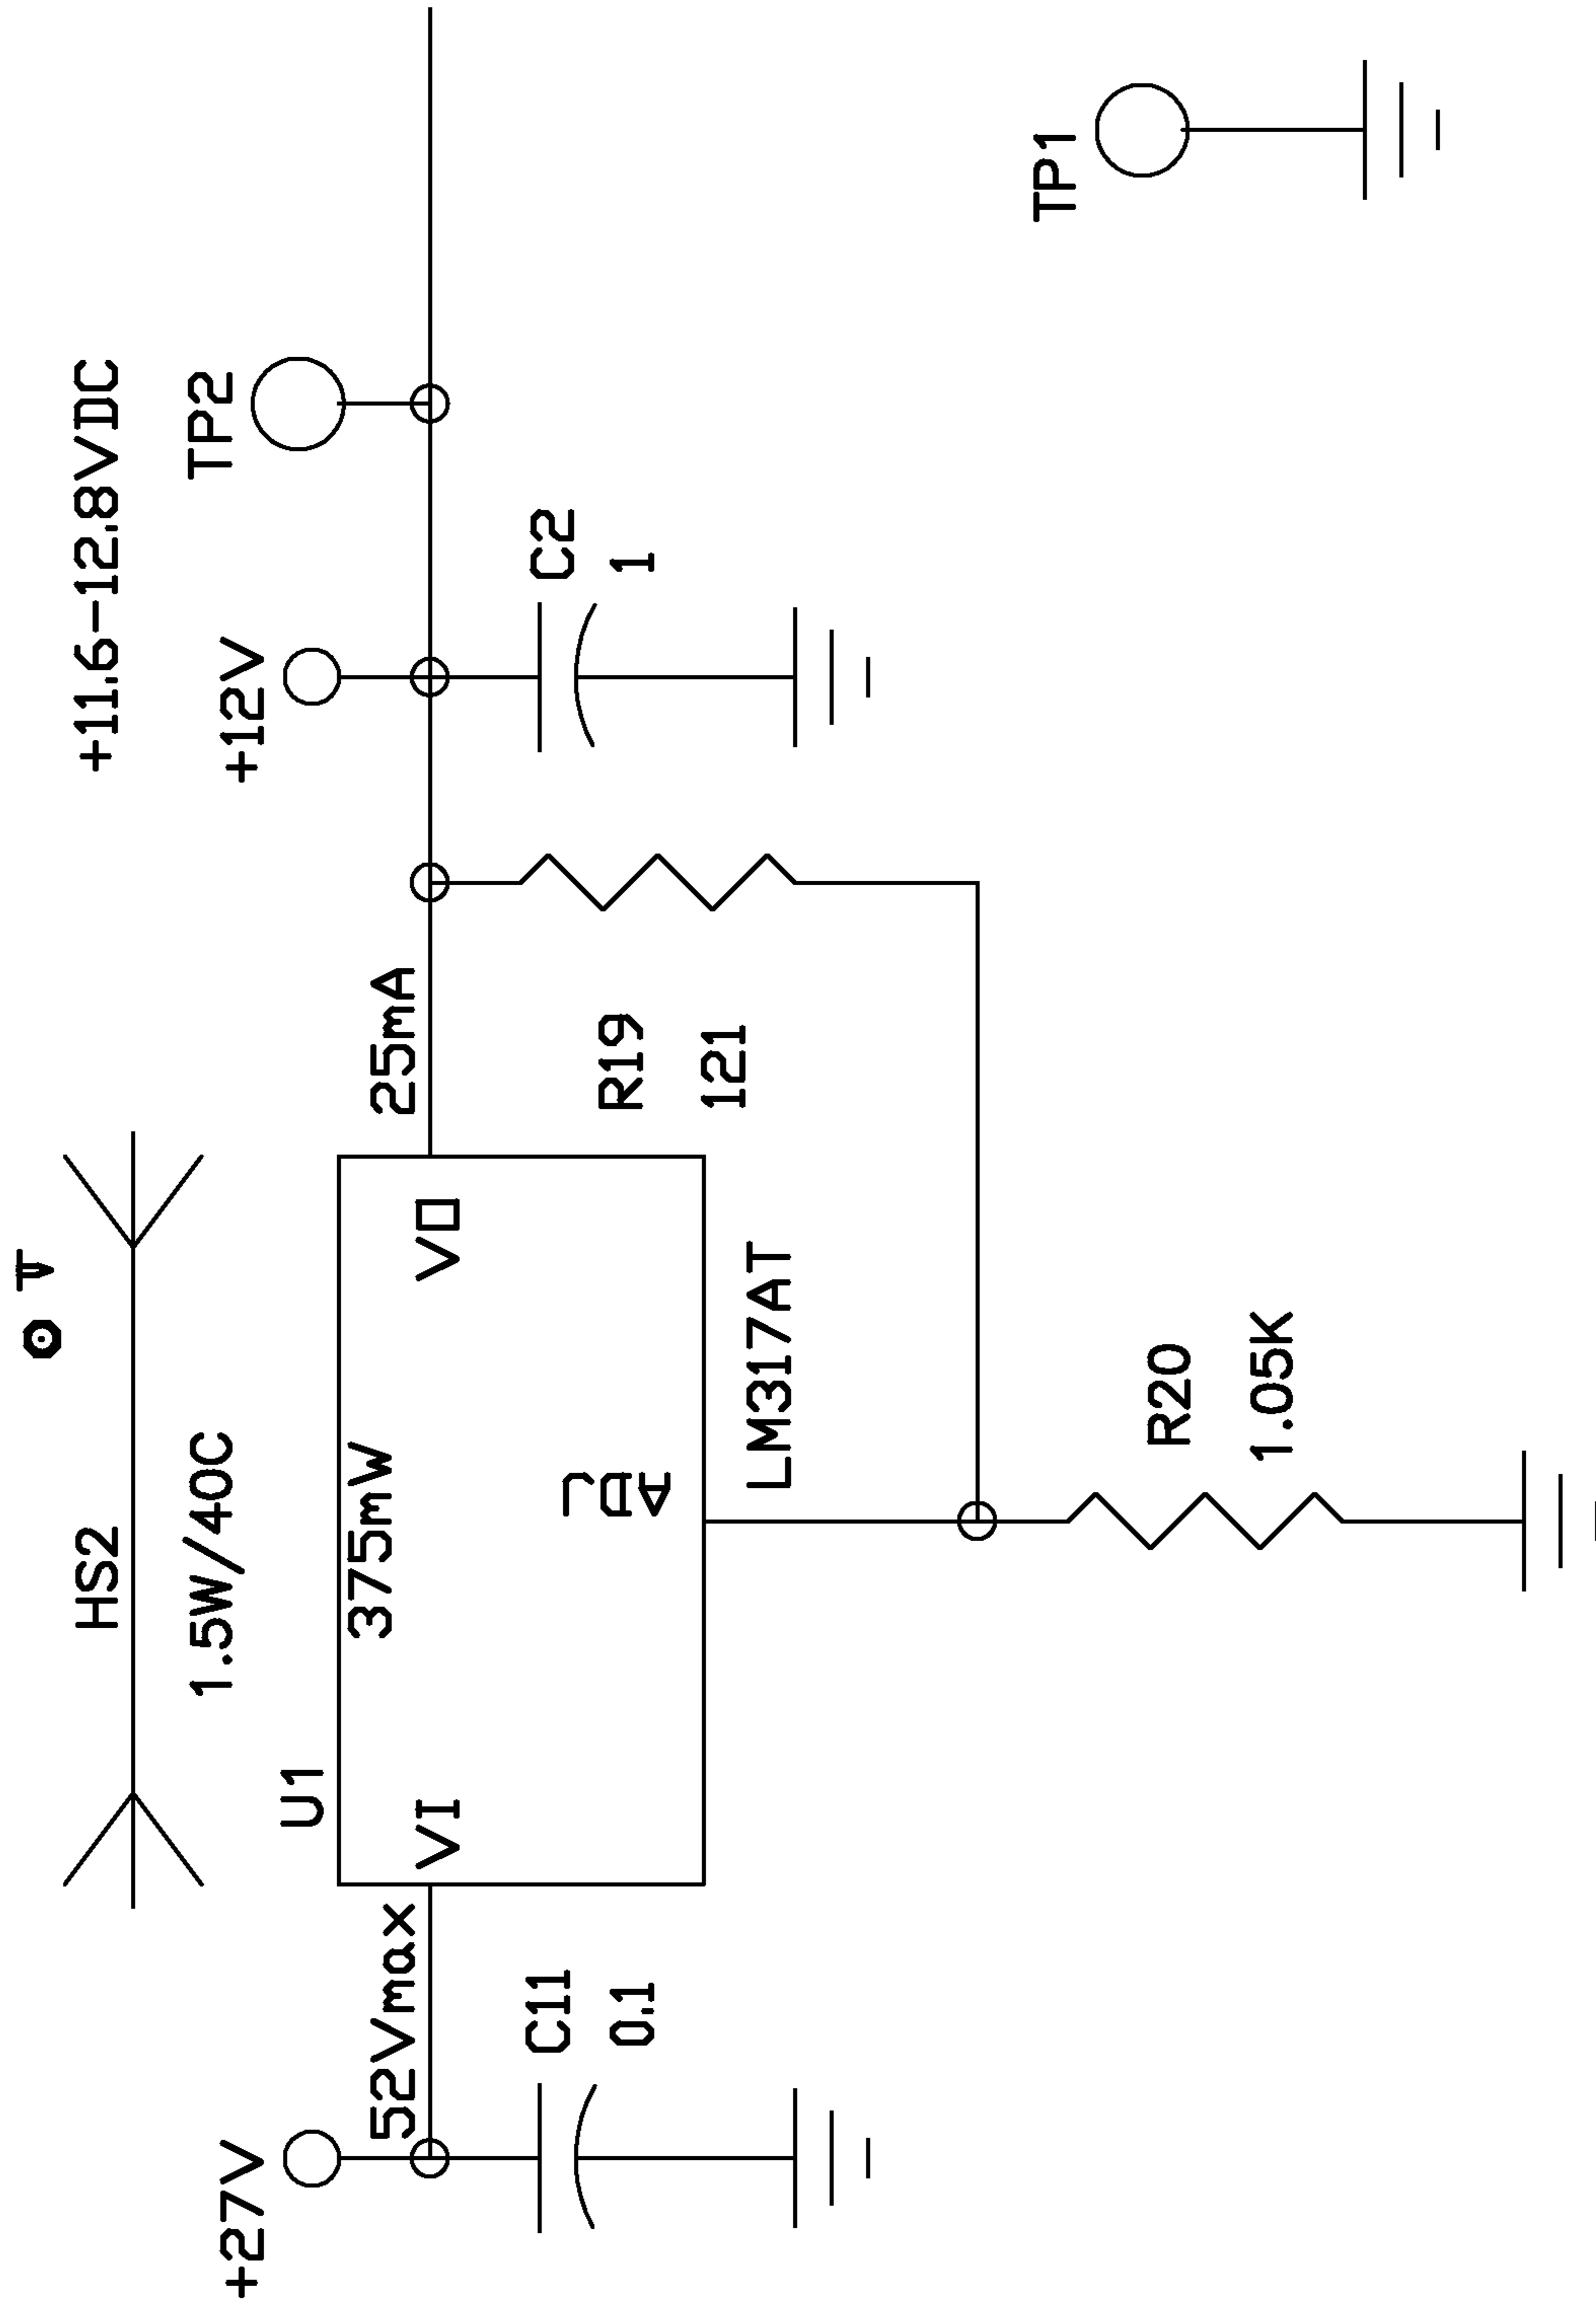 HS2
1.5W/40C
+11.6-12.8VDC
+27V
U1
+12V
TP2
52Vmax
375mW
25mA
VI
VO
C11
0.1
R19
121
C2
1
LM317AT
TP1
R20
1.05K